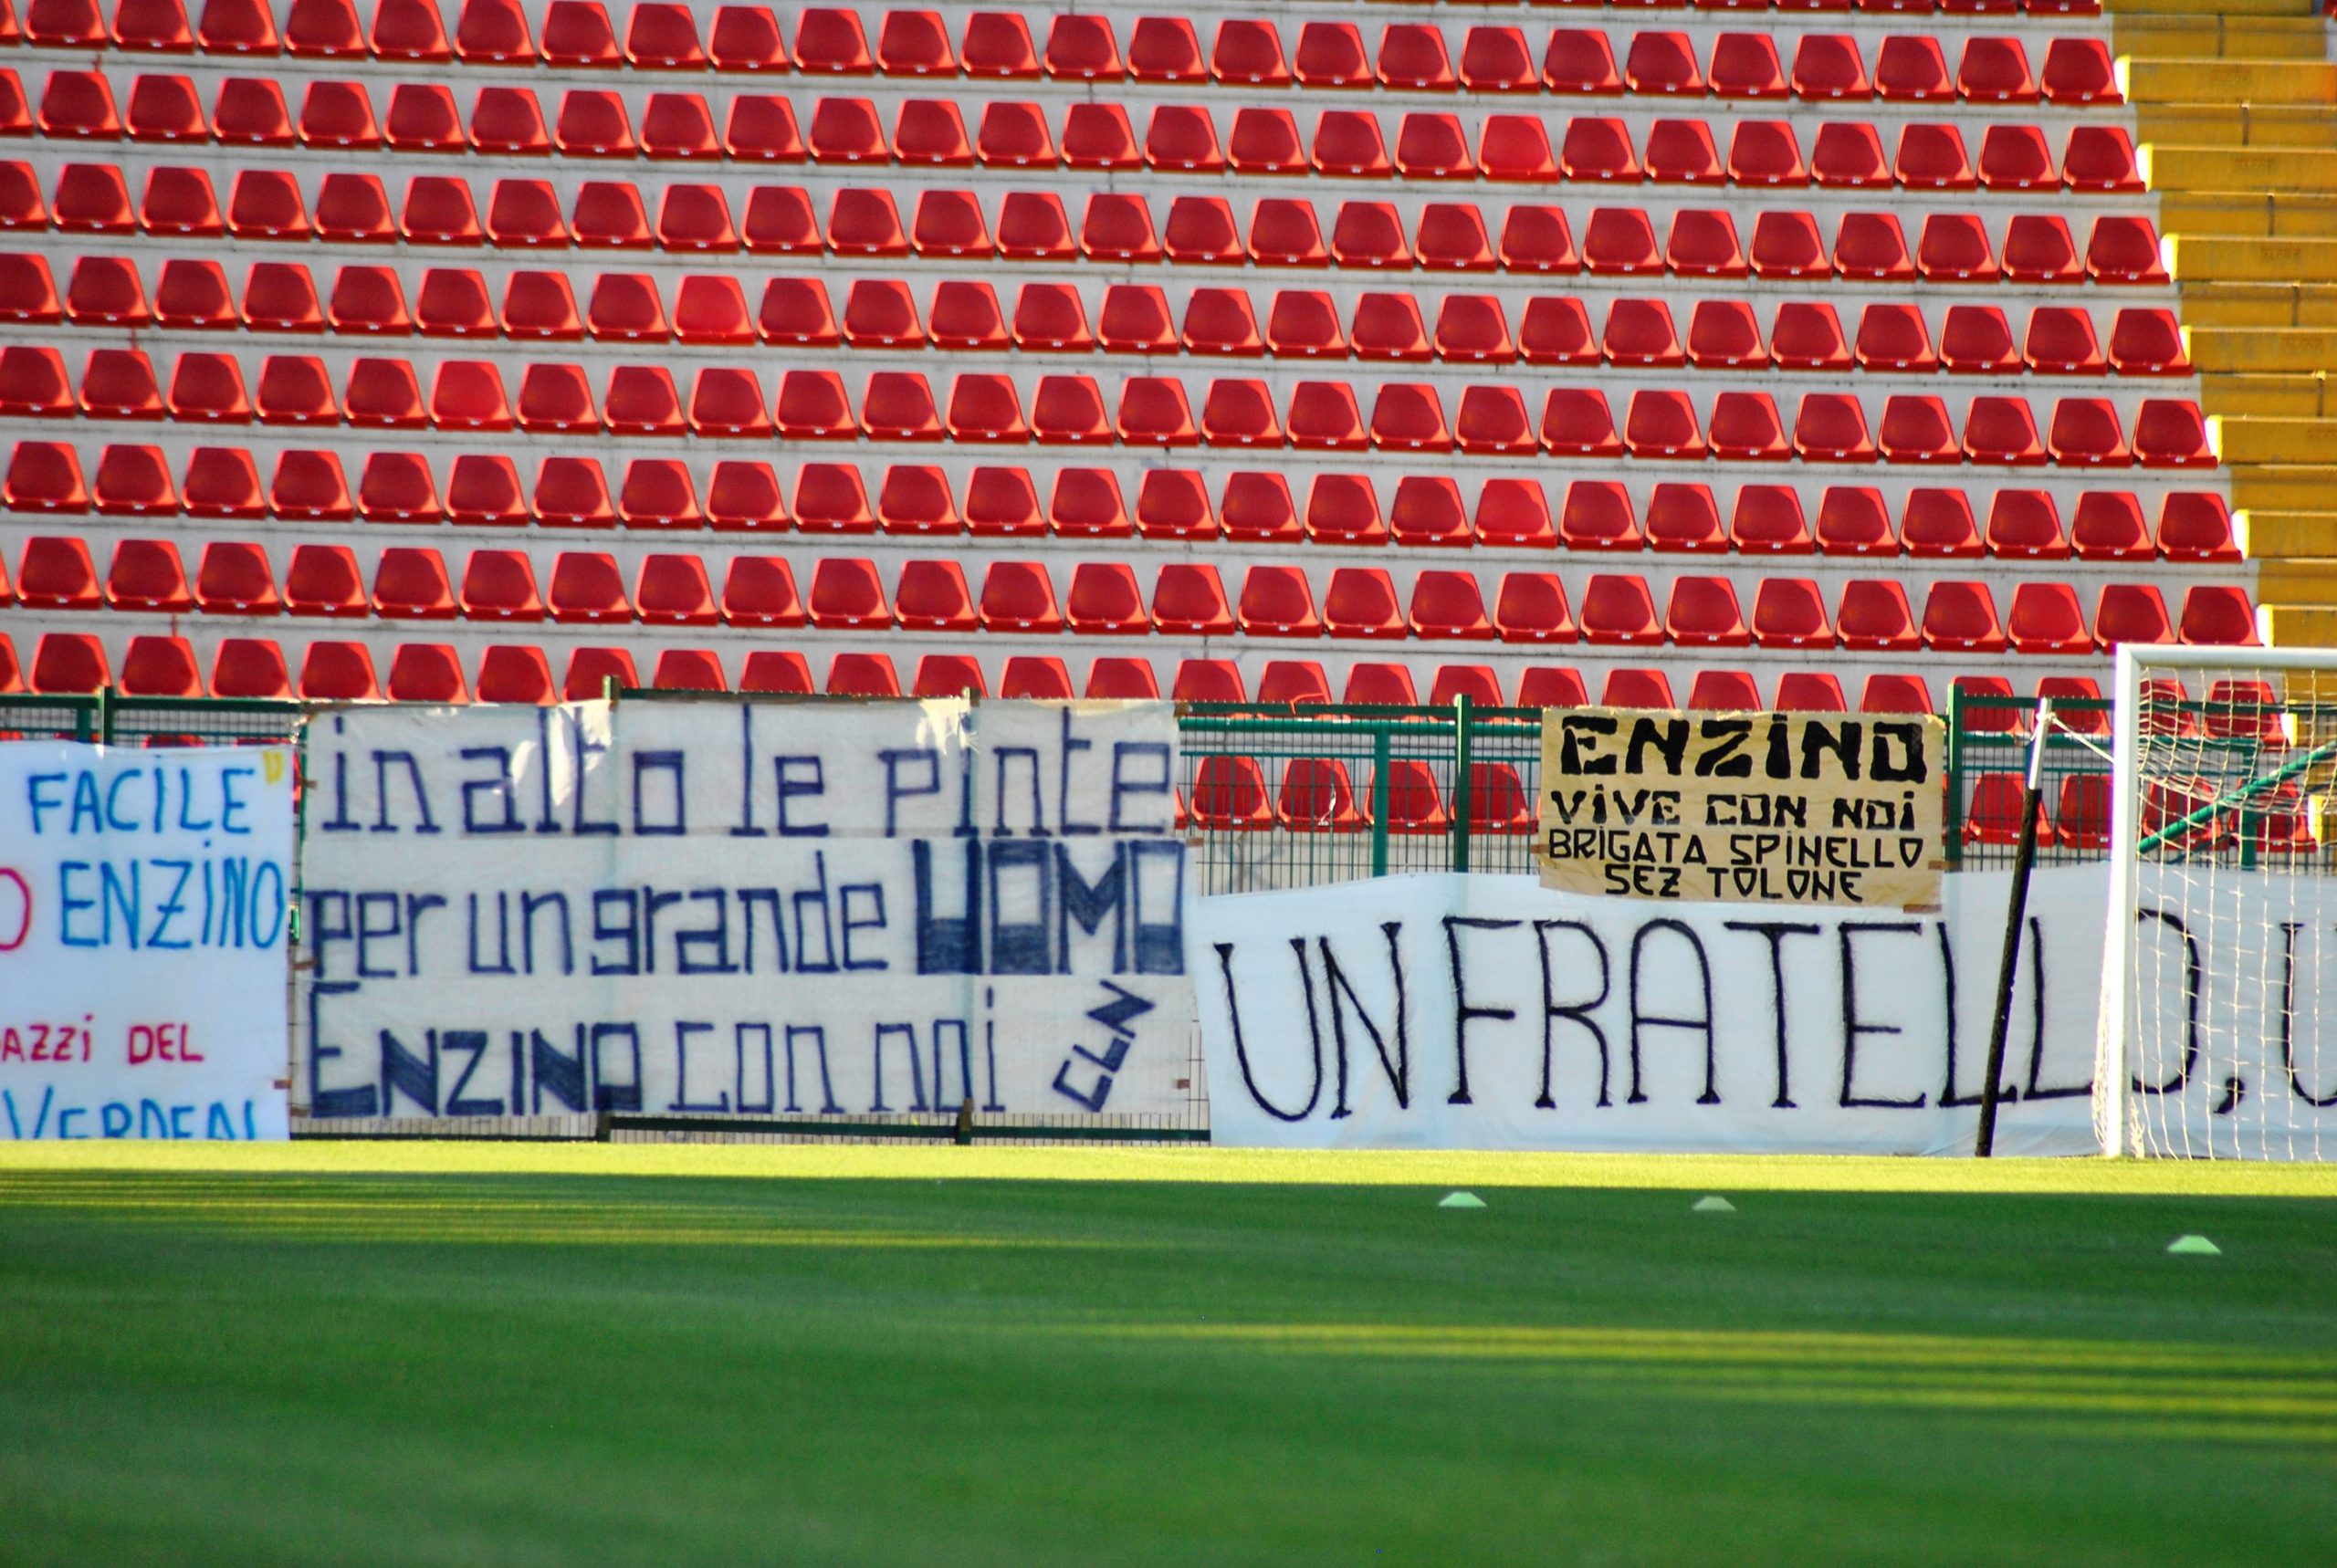 FACILE"
ENZiNO
DEL
in alto le pinte
per un grande UOMO
ENZINO con noi
CLN
ENZiNO
ViVE CON NOi
BRiGATA SPiNELLO
SEZ TOLONE
UN FRATELLO,